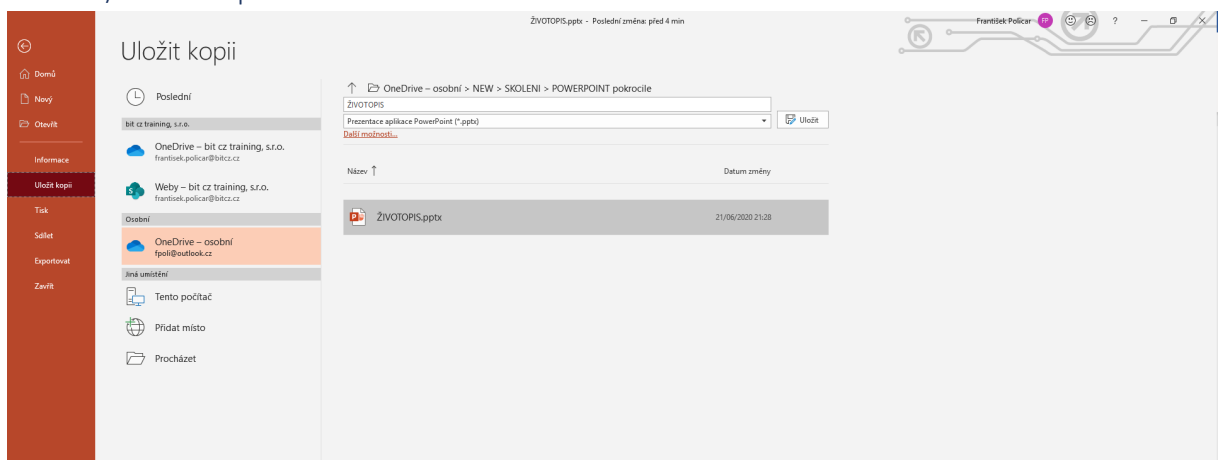 ŽIVOTOPIS.pptx - Poslední změna: před 4 min
František Policar FP ?
Uložit kopii
Domů
Nový
Otevřít
Informace
Uložit kopii
Tisk
Sdílet
Exportovat
Zavřít
Poslední
bit cz training, s.r.o.
OneDrive – bit cz training, s.r.o.
frantisek.policar@bitcz.cz
Weby – bit cz training, s.r.o.
frantisek.policar@bitcz.cz
Osobní
OneDrive – osobní
fpoli@outlook.cz
Jiná umístění
Tento počítač
Přidat místo
Procházet
OneDrive – osobní > NEW > SKOLENI > POWERPOINT pokrocile
ŽIVOTOPIS
Prezentace aplikace PowerPoint (*.pptx)
Uložit
Další možnosti...
Název ↑ Datum změny
ŽIVOTOPIS.pptx 21/06/2020 21:28